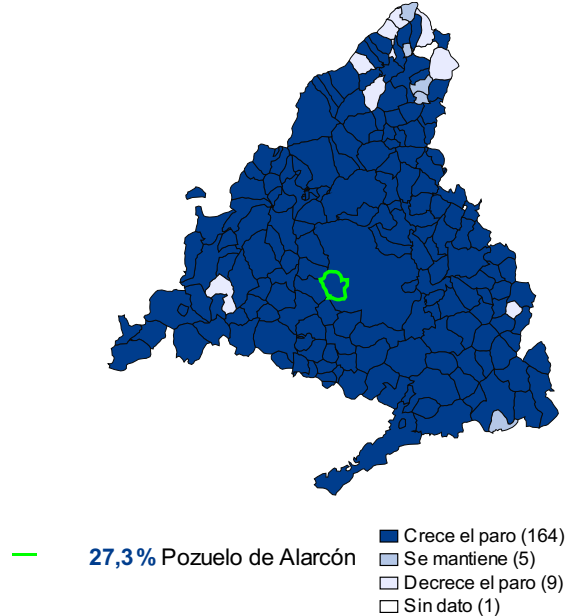 27,3% Pozuelo de Alarcón
Crece el paro (164)
Se mantiene (5)
Decrece el paro (9)
Sin dato (1)